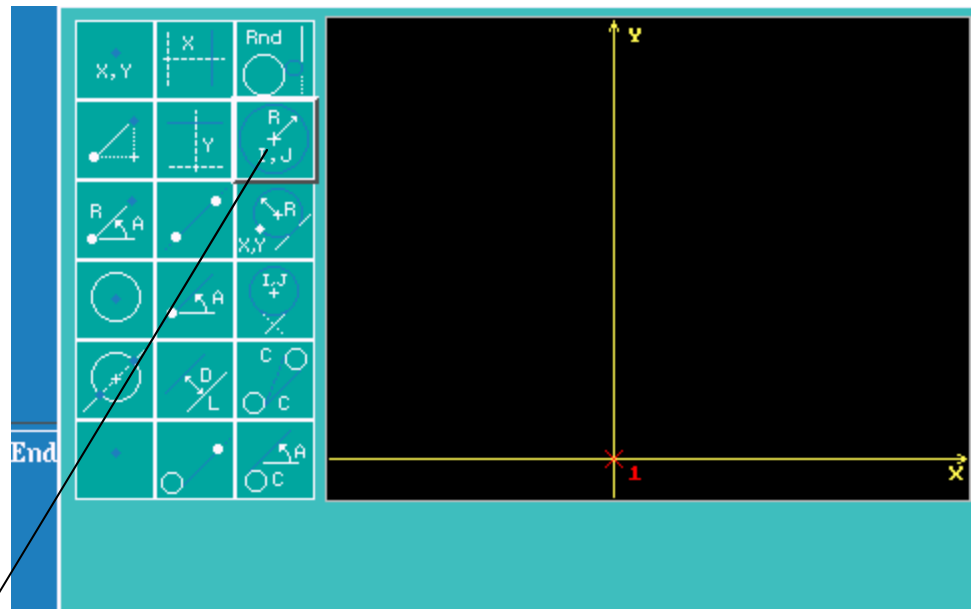 X Rnd Y
X,Y
R
Y I,J
R A R
X,Y
A I,J
D C
L C
End A
C 1 X